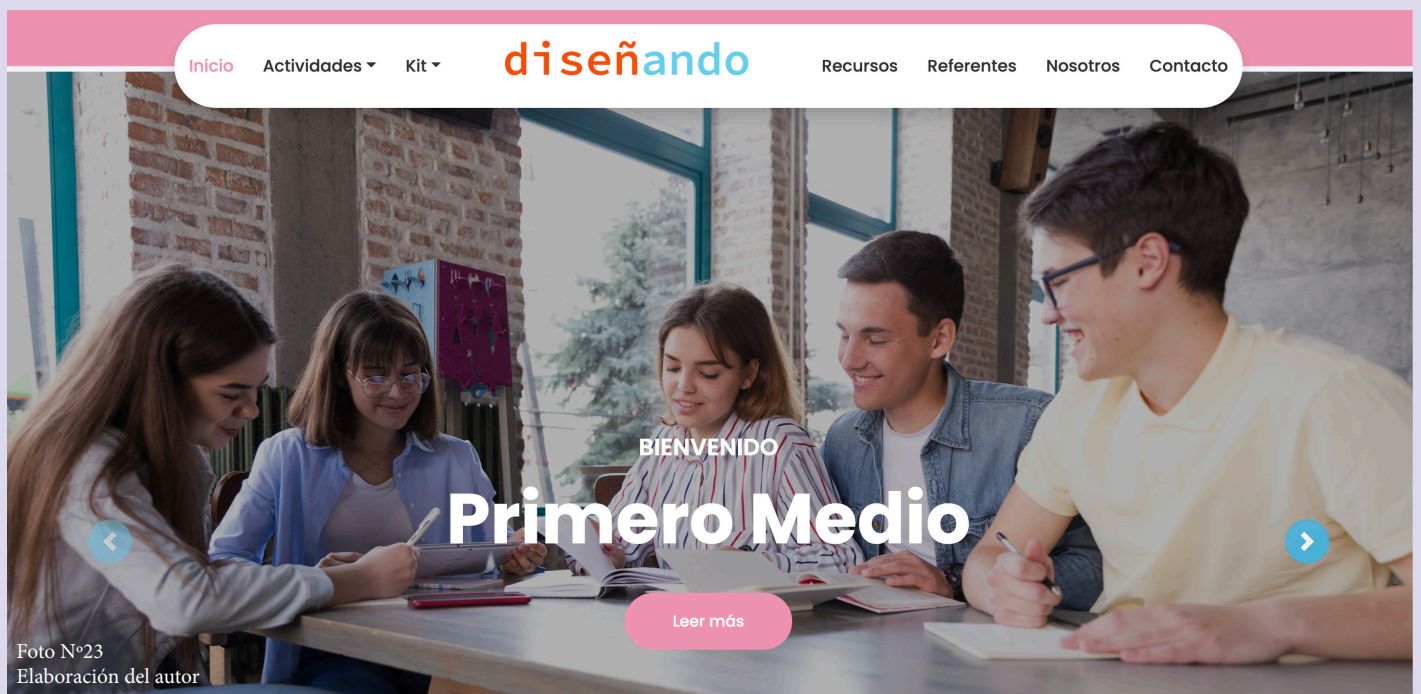 Inicio
Actividades
Kit
diseñando
Recursos
Referentes
Nosotros
Contacto
BIENVENIDO
Primero Medio
Leer más
Foto Nº23
Elaboración del autor